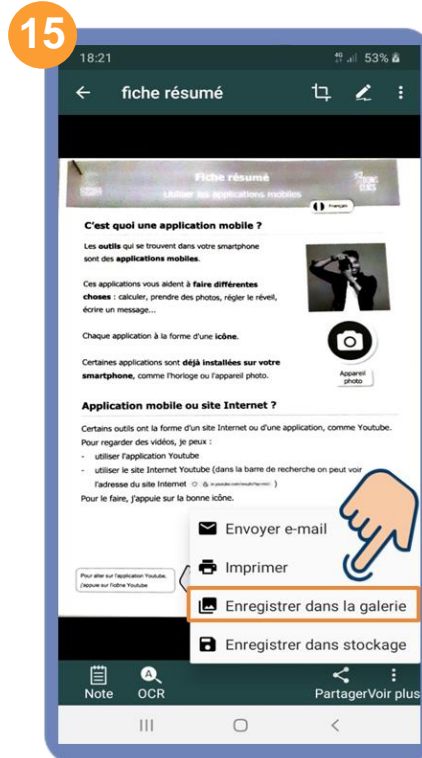 15
18:21
4G 53%
fiche résumé
Fiche résumé
Utiliser les applications mobiles
Français
C'est quoi une application mobile ?
Les outils qui se trouvent dans votre smartphone
sont des applications mobiles.
Ces applications vous aident à faire différentes
choses : calculer, prendre des photos, régler le réveil,
écrire un message...
Chaque application à la forme d'une icône.
Certaines applications sont déjà installées sur votre
smartphone, comme l'horloge ou l'appareil photo.
Appareil
photo
Application mobile ou site Internet ?
Certains outils ont la forme d'un site Internet ou d'une application, comme Youtube.
Pour regarder des vidéos, je peux :
- utiliser l'application Youtube
- utiliser le site Internet Youtube (dans la barre de recherche on peut voir
l'adresse du site Internet )
Pour le faire, j'appuie sur la bonne icône.
Pour aller sur l'application Youtube,
j'appuie sur l'icône Youtube
Envoyer e-mail
Imprimer
Enregistrer dans la galerie
Enregistrer dans stockage
Note
OCR
Partager
Voir plus